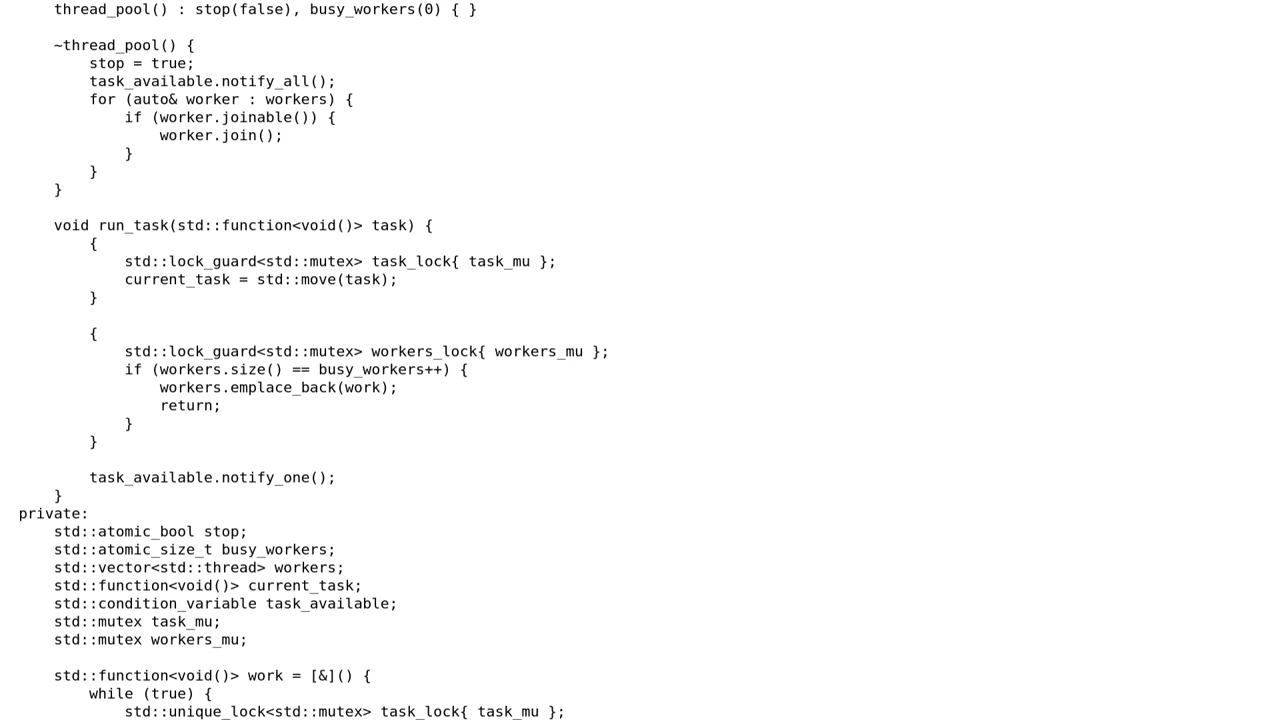 thread_pool() : stop(false), busy_workers(0) { }

~thread_pool() {
stop = true;
task_available.notify_all();
for (auto& worker : workers) {
if (worker.joinable()) {
worker.join();
}
}
}

void run_task(std::function<void()> task) {
{
std::lock_guard<std::mutex> task_lock{ task_mu };
current_task = std::move(task);
}

{
std::lock_guard<std::mutex> workers_lock{ workers_mu };
if (workers.size() == busy_workers++) {
workers.emplace_back(work);
return;
}
}

task_available.notify_one();
}
private:
std::atomic_bool stop;
std::atomic_size_t busy_workers;
std::vector<std::thread> workers;
std::function<void()> current_task;
std::condition_variable task_available;
std::mutex task_mu;
std::mutex workers_mu;

std::function<void()> work = [&]() {
while (true) {
std::unique_lock<std::mutex> task_lock{ task_mu };